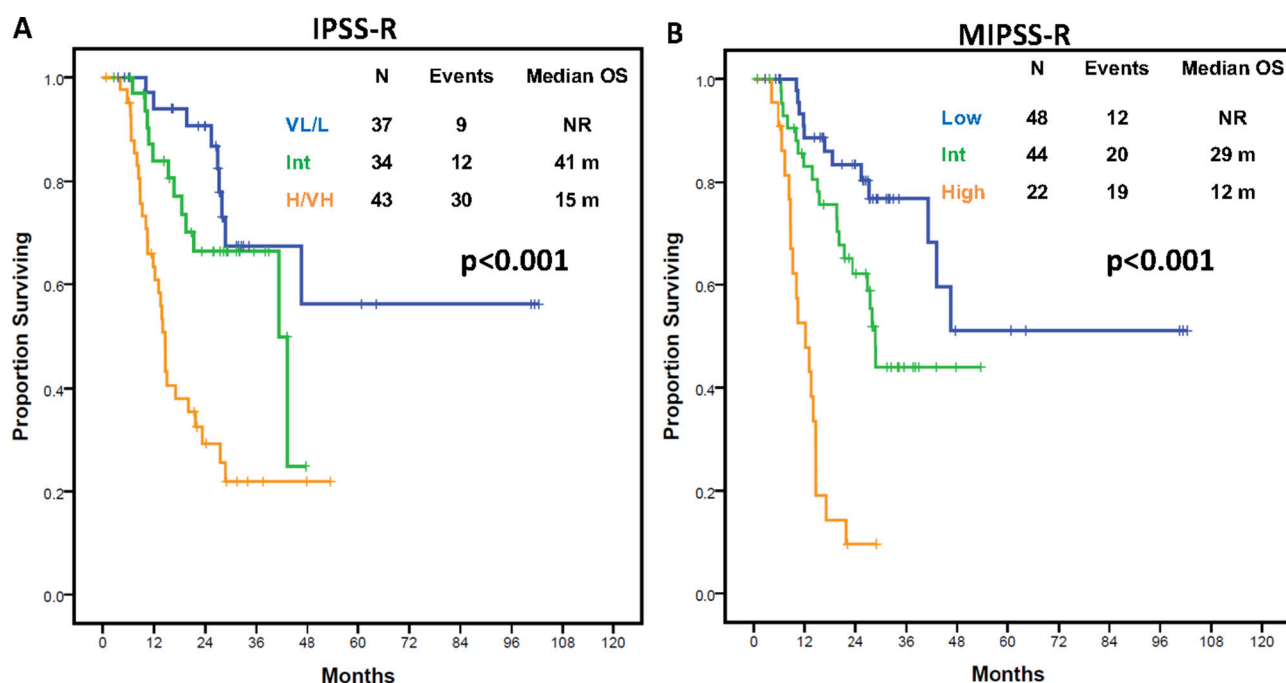 A
IPSS-R
N Events Median OS
VL/L 37 9 NR
Int 34 12 41 m
H/VH 43 30 15 m
p<0.001
Proportion Surviving
1.0
0.8
0.6
0.4
0.2
0.0
0 12 24 36 48 60 72 84 96 108 120
Months
B
MIPSS-R
N Events Median OS
Low 48 12 NR
Int 44 20 29 m
High 22 19 12 m
p<0.001
Proportion Surviving
1.0
0.8
0.6
0.4
0.2
0.0
0 12 24 36 48 60 72 84 96 108 120
Months